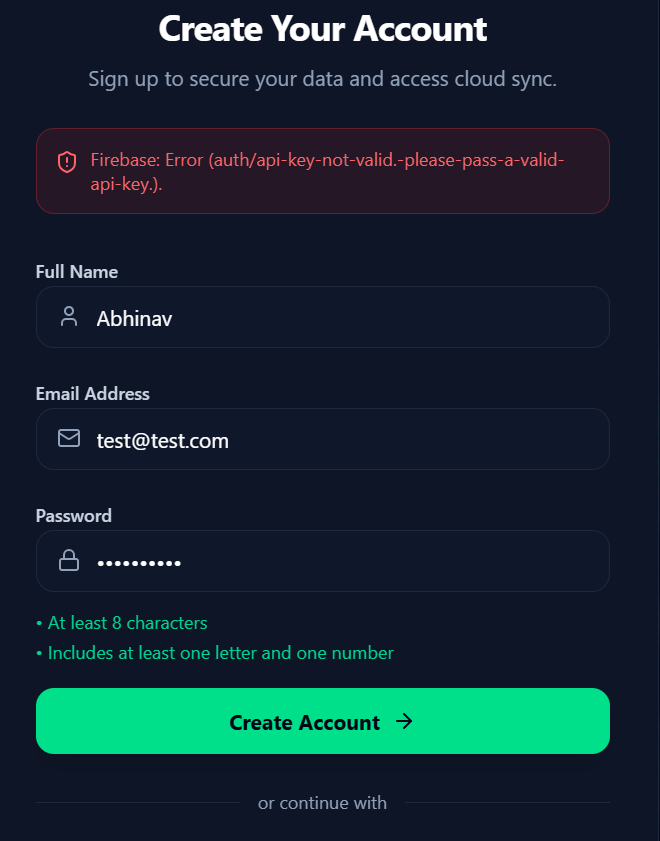 Create Your Account
Sign up to secure your data and access cloud sync.
Firebase: Error (auth/api-key-not-valid.-please-pass-a-valid-
api-key.).
Full Name
Abhinav
Email Address
test@test.com
Password
••••••••••
• At least 8 characters
• Includes at least one letter and one number
Create Account →
or continue with